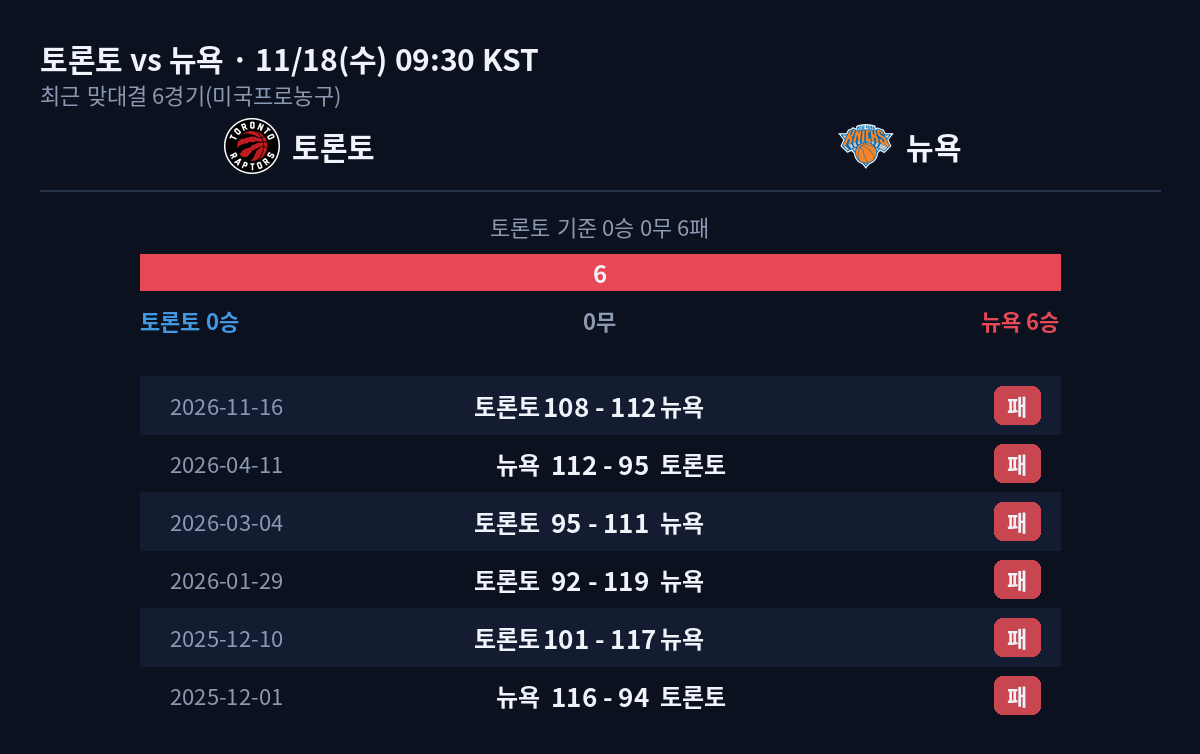 토론토 vs 뉴욕 · 11/18(수) 09:30 KST
최근 맞대결 6경기(미국프로농구)
TORONTO RAPTORS 토론토
NEW YORK KNICKS 뉴욕
토론토 기준 0승 0무 6패
6
토론토 0승 0무 뉴욕 6승
2026-11-16 토론토 108 - 112 뉴욕 패
2026-04-11 뉴욕 112 - 95 토론토 패
2026-03-04 토론토 95 - 111 뉴욕 패
2026-01-29 토론토 92 - 119 뉴욕 패
2025-12-10 토론토 101 - 117 뉴욕 패
2025-12-01 뉴욕 116 - 94 토론토 패